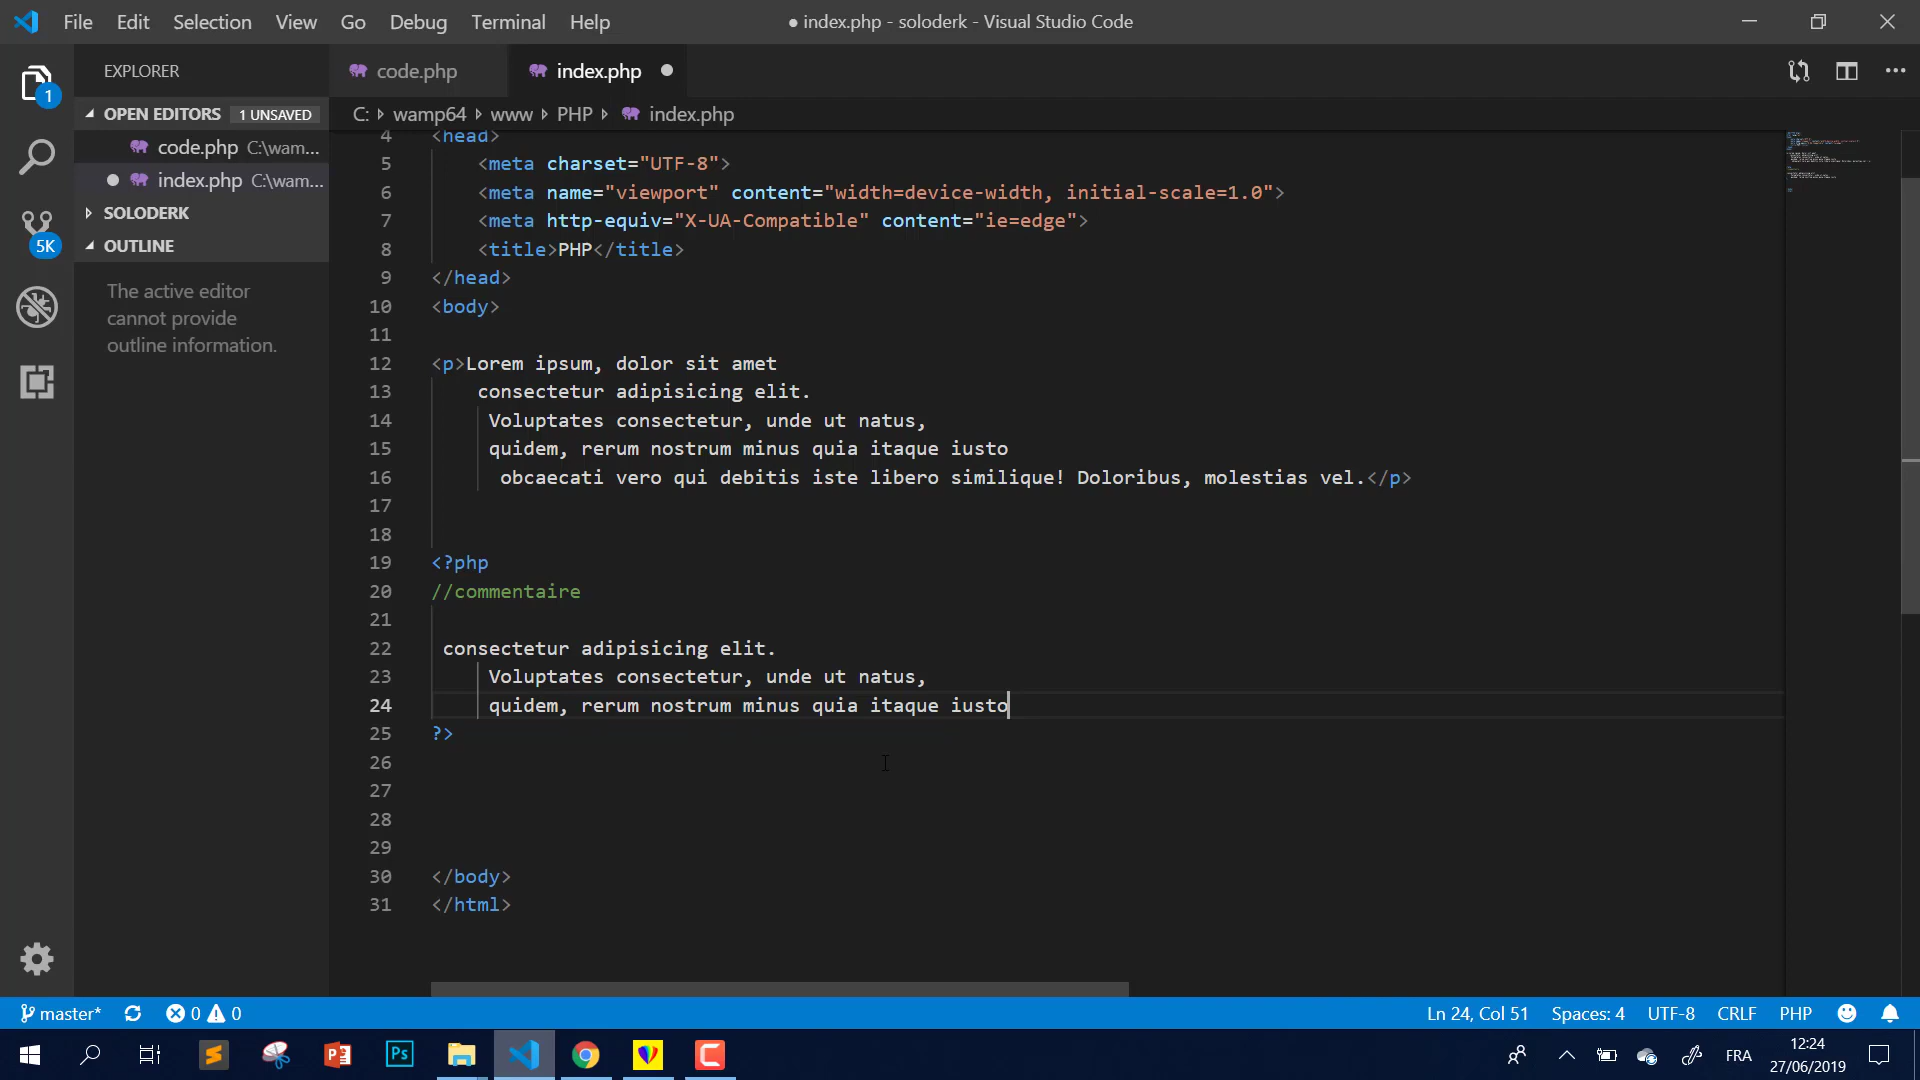 File Edit Selection View Go Debug Terminal Help
● index.php - soloderk - Visual Studio Code
EXPLORER
code.php
index.php
OPEN EDITORS 1 UNSAVED
C: wamp64 www PHP index.php
code.php C:\wam...
index.php C:\wam...
SOLODERK
OUTLINE
The active editor
cannot provide
outline information.
1
5K
4 <head>
5 <meta charset="UTF-8">
6 <meta name="viewport" content="width=device-width, initial-scale=1.0">
7 <meta http-equiv="X-UA-Compatible" content="ie=edge">
8 <title>PHP</title>
9 </head>
10 <body>
11
12 <p>Lorem ipsum, dolor sit amet
13 consectetur adipisicing elit.
14 Voluptates consectetur, unde ut natus,
15 quidem, rerum nostrum minus quia itaque iusto
16 obcaecati vero qui debitis iste libero similique! Doloribus, molestias vel.</p>
17
18
19 <?php
20 //commentaire
21
22 consectetur adipisicing elit.
23 Voluptates consectetur, unde ut natus,
24 quidem, rerum nostrum minus quia itaque iusto
25 ?>
26
27
28
29
30 </body>
31 </html>
master* 0 0 Ln 24, Col 51 Spaces: 4 UTF-8 CRLF PHP
Ps
FRA
12:24
27/06/2019